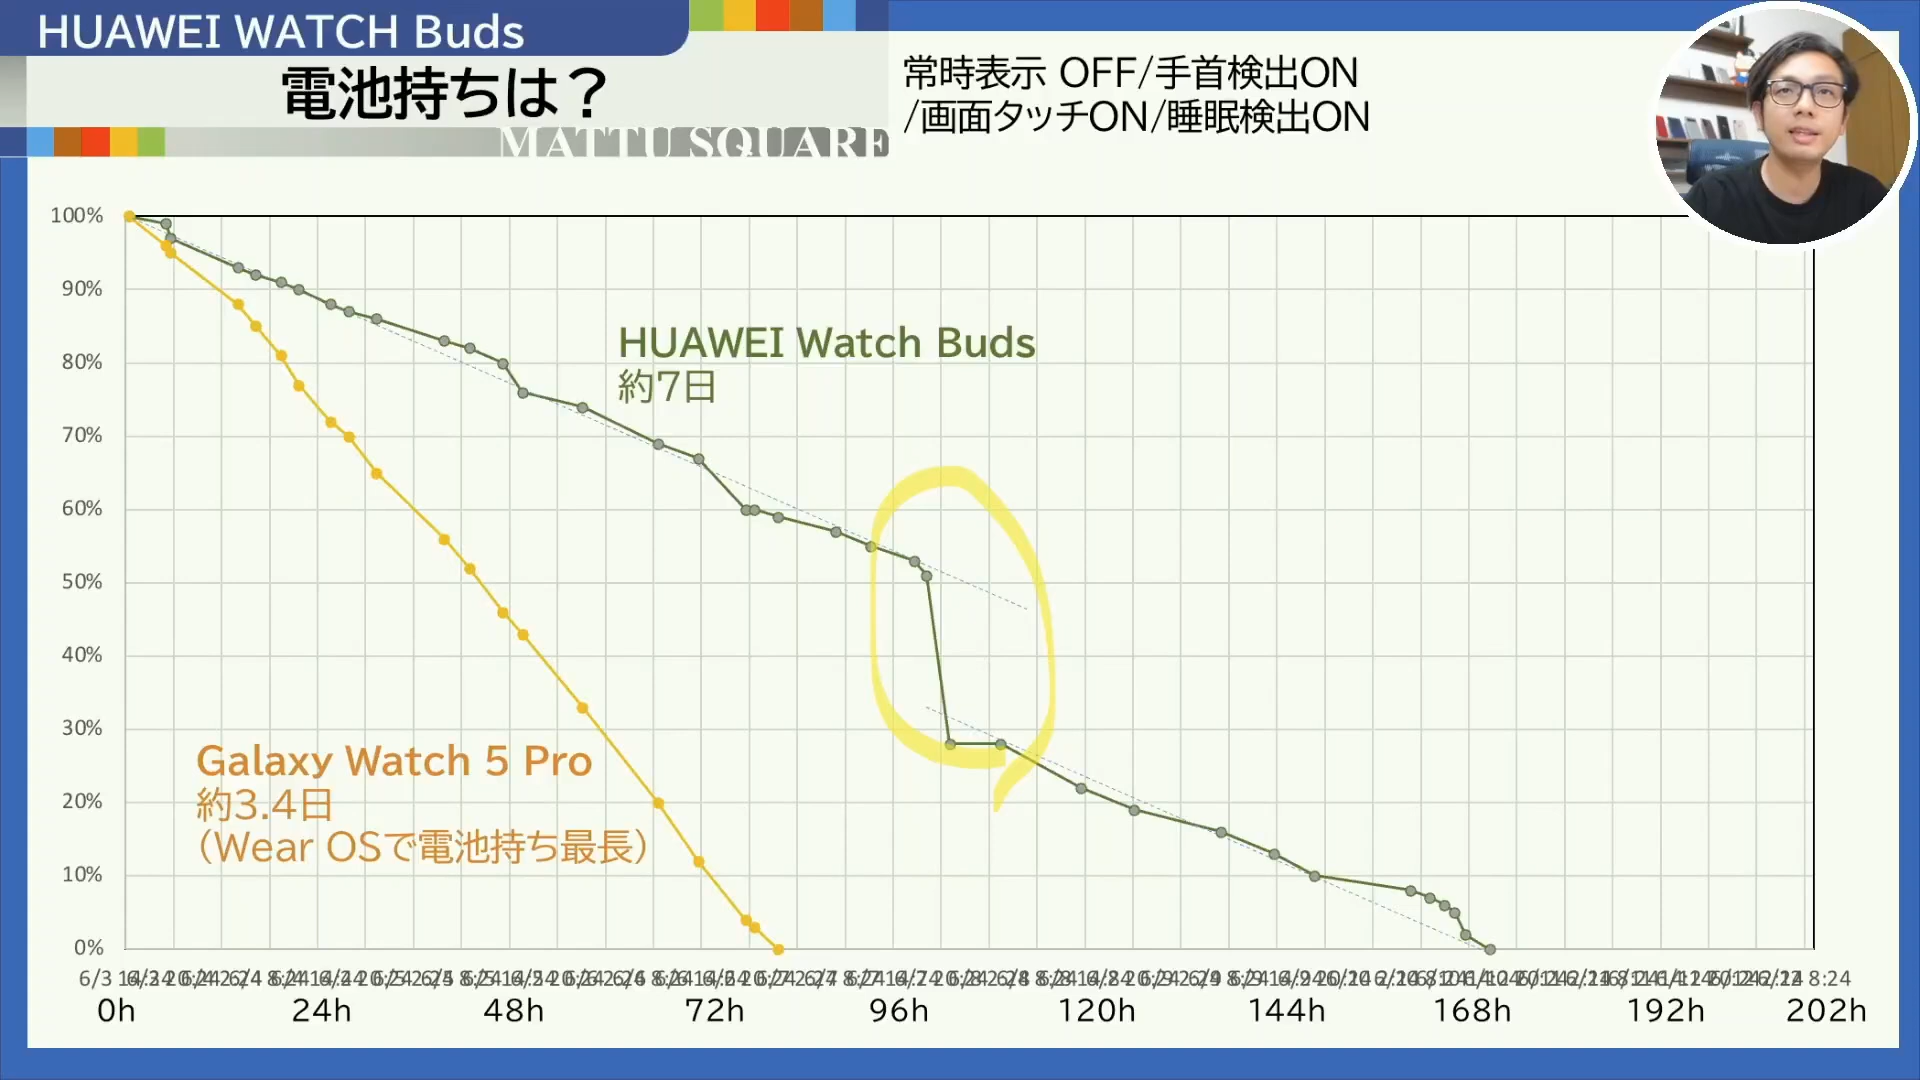 HUAWEI WATCH Buds
電池持ちは？
常時表示 OFF/手首検出ON
/画面タッチON/睡眠検出ON
MATTU SQUARE
100%
90%
80%
70%
60%
50%
40%
30%
20%
10%
0%
HUAWEI Watch Buds
約7日
Galaxy Watch 5 Pro
約3.4日
（Wear OSで電池持ち最長）
0h 24h 48h 72h 96h 120h 144h 168h 192h 202h